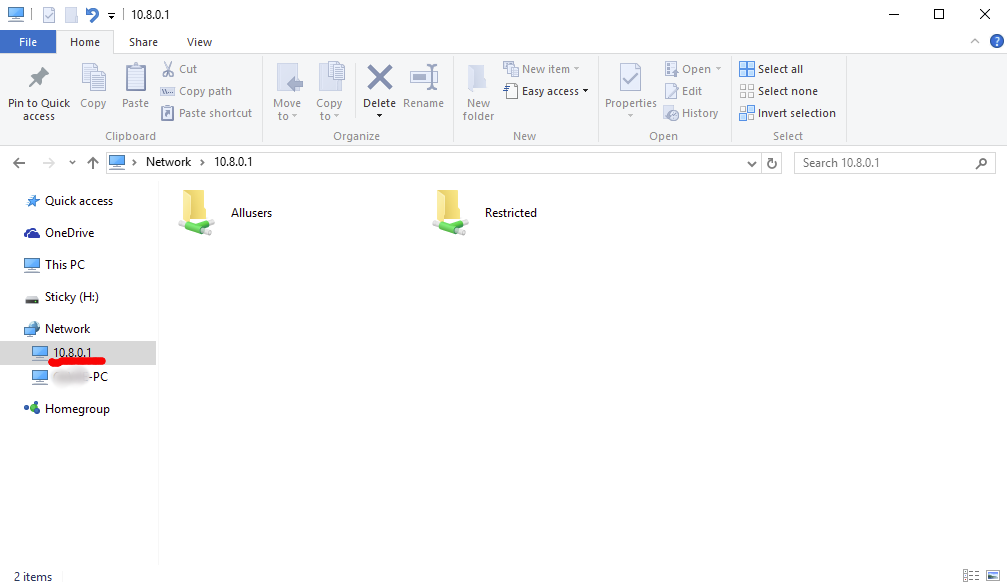 10.8.0.1
File Home Share View
Pin to Quick access
Copy
Paste
Cut
Copy path
Paste shortcut
Clipboard
Move to
Copy to
Delete
Rename
Organize
New folder
New item
Easy access
New
Properties
Open
Edit
History
Open
Select all
Select none
Invert selection
Select
Network 10.8.0.1
Search 10.8.0.1
Quick access
OneDrive
This PC
Sticky (H:)
Network
10.8.0.1
-PC
Homegroup
Allusers
Restricted
2 items